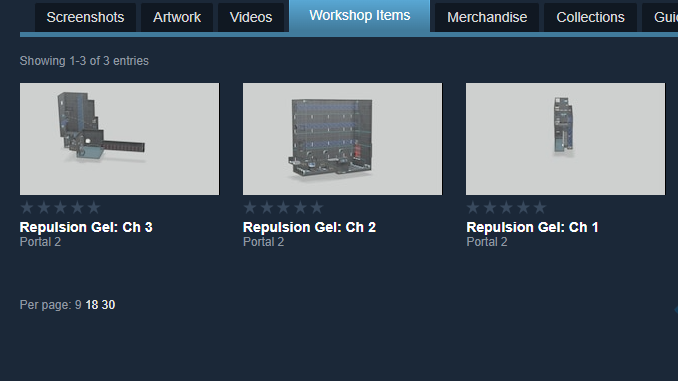 Screenshots Artwork Videos Workshop Items Merchandise Collections
Showing 1-3 of 3 entries
Repulsion Gel: Ch 3 Repulsion Gel: Ch 2 Repulsion Gel: Ch 1
Portal 2 Portal 2 Portal 2
Per page: 9 18 30